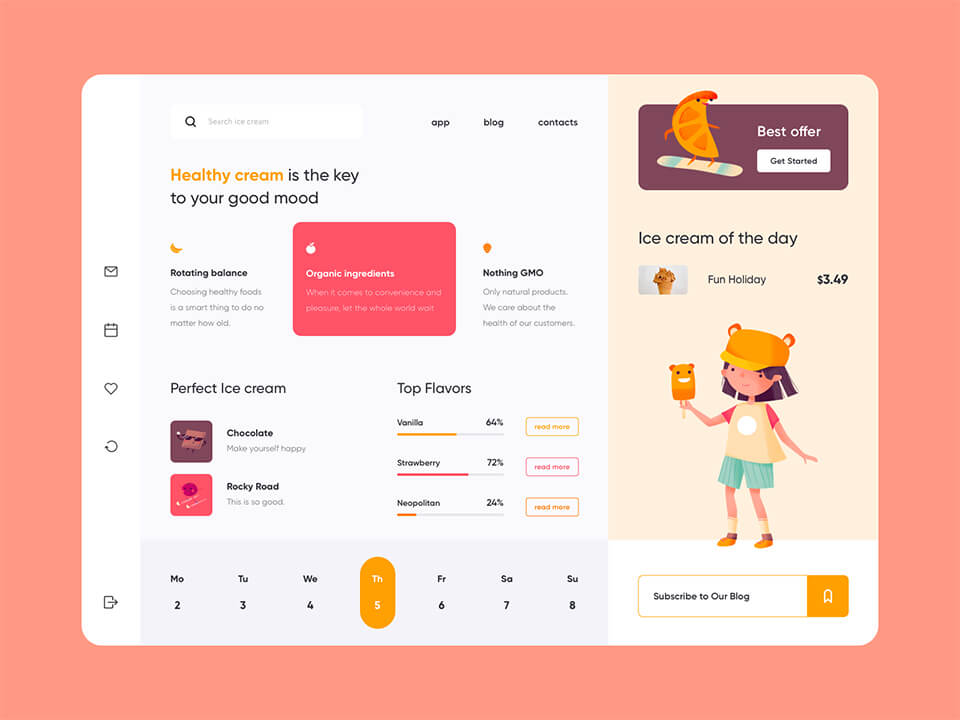 Search ice cream
app
blog
contacts
Healthy cream is the key
to your good mood
Rotating balance
Choosing healthy foods
is a smart thing to do no
matter how old.
Organic ingredients
When it comes to convenience and
pleasure, let the whole world wait
Nothing GMO
Only natural products.
We care about the
health of our customers.
Perfect Ice cream
Chocolate
Make yourself happy
Rocky Road
This is so good.
Top Flavors
Vanilla 64% read more
Strawberry 72% read more
Neopolitan 24% read more
Mo Tu We Th Fr Sa Su
2 3 4 5 6 7 8
Best offer
Get Started
Ice cream of the day
Fun Holiday $3.49
Subscribe to Our Blog